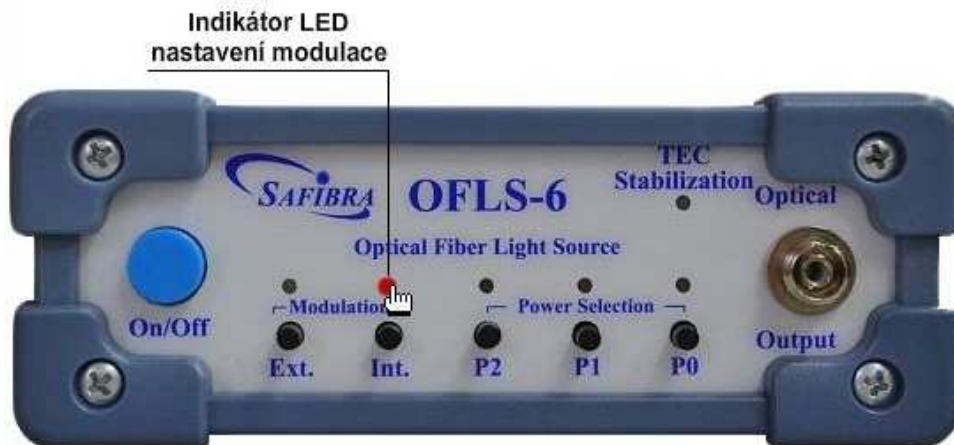 Indikátor LED
nastavení modulace
SAFIBRA
OFLS-6
TEC
Stabilization
Optical
Optical Fiber Light Source
Modulation
Power Selection
On/Off
Ext.
Int.
P2
P1
P0
Output